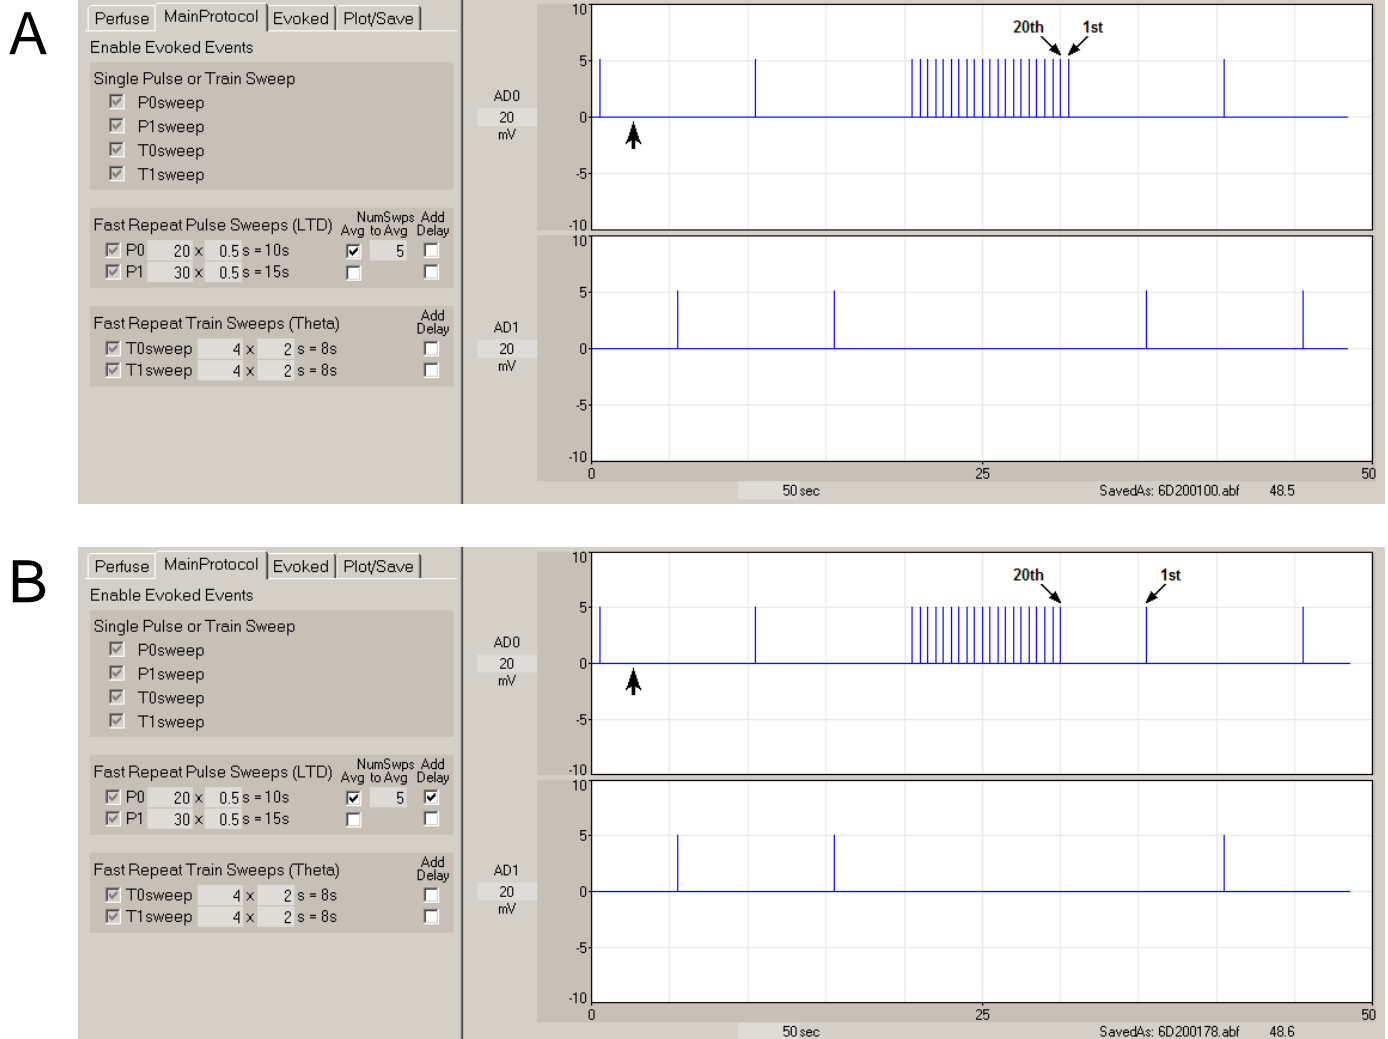 A
Perfuse MainProtocol Evoked Plot/Save
Enable Evoked Events
Single Pulse or Train Sweep
P0sweep
P1sweep
T0sweep
T1sweep
NumSwps Add
Fast Repeat Pulse Sweeps (LTD) Avg to Avg Delay
P0 20 x 0.5 s = 10s 5
P1 30 x 0.5 s = 15s
Add
Fast Repeat Train Sweeps (Theta) Delay
T0sweep 4 x 2 s = 8s
T1sweep 4 x 2 s = 8s
AD0
20
mV
10
5
0
-5
-10
20th 1st
AD1
20
mV
10
5
0
-5
-10
0 25 50
50 sec SavedAs: 6D200100.abf 48.5
B
Perfuse MainProtocol Evoked Plot/Save
Enable Evoked Events
Single Pulse or Train Sweep
P0sweep
P1sweep
T0sweep
T1sweep
NumSwps Add
Fast Repeat Pulse Sweeps (LTD) Avg to Avg Delay
P0 20 x 0.5 s = 10s 5
P1 30 x 0.5 s = 15s
Add
Fast Repeat Train Sweeps (Theta) Delay
T0sweep 4 x 2 s = 8s
T1sweep 4 x 2 s = 8s
AD0
20
mV
10
5
0
-5
-10
20th 1st
AD1
20
mV
10
5
0
-5
-10
0 25 50
50 sec SavedAs: 6D200178.abf 48.6